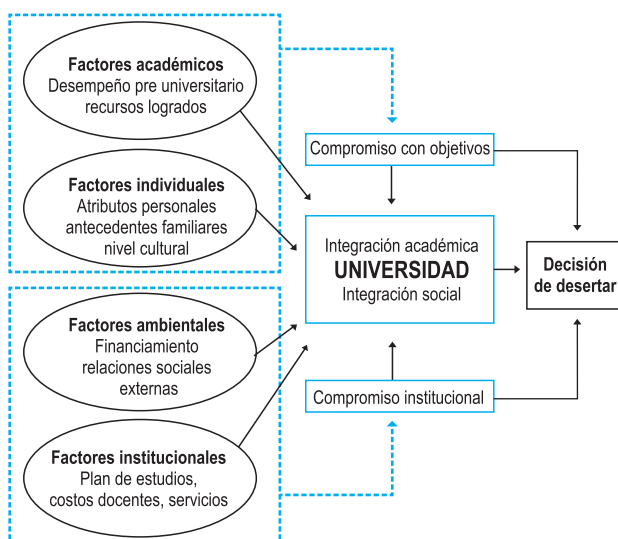 Factores académicos
Desempeño pre universitario
recursos logrados
Factores individuales
Atributos personales
antecedentes familiares
nivel cultural
Factores ambientales
Financiamiento
relaciones sociales
externas
Factores institucionales
Plan de estudios,
costos docentes, servicios
Compromiso con objetivos
Integración académica
UNIVERSIDAD
Integración social
Compromiso institucional
Decisión
de desertar